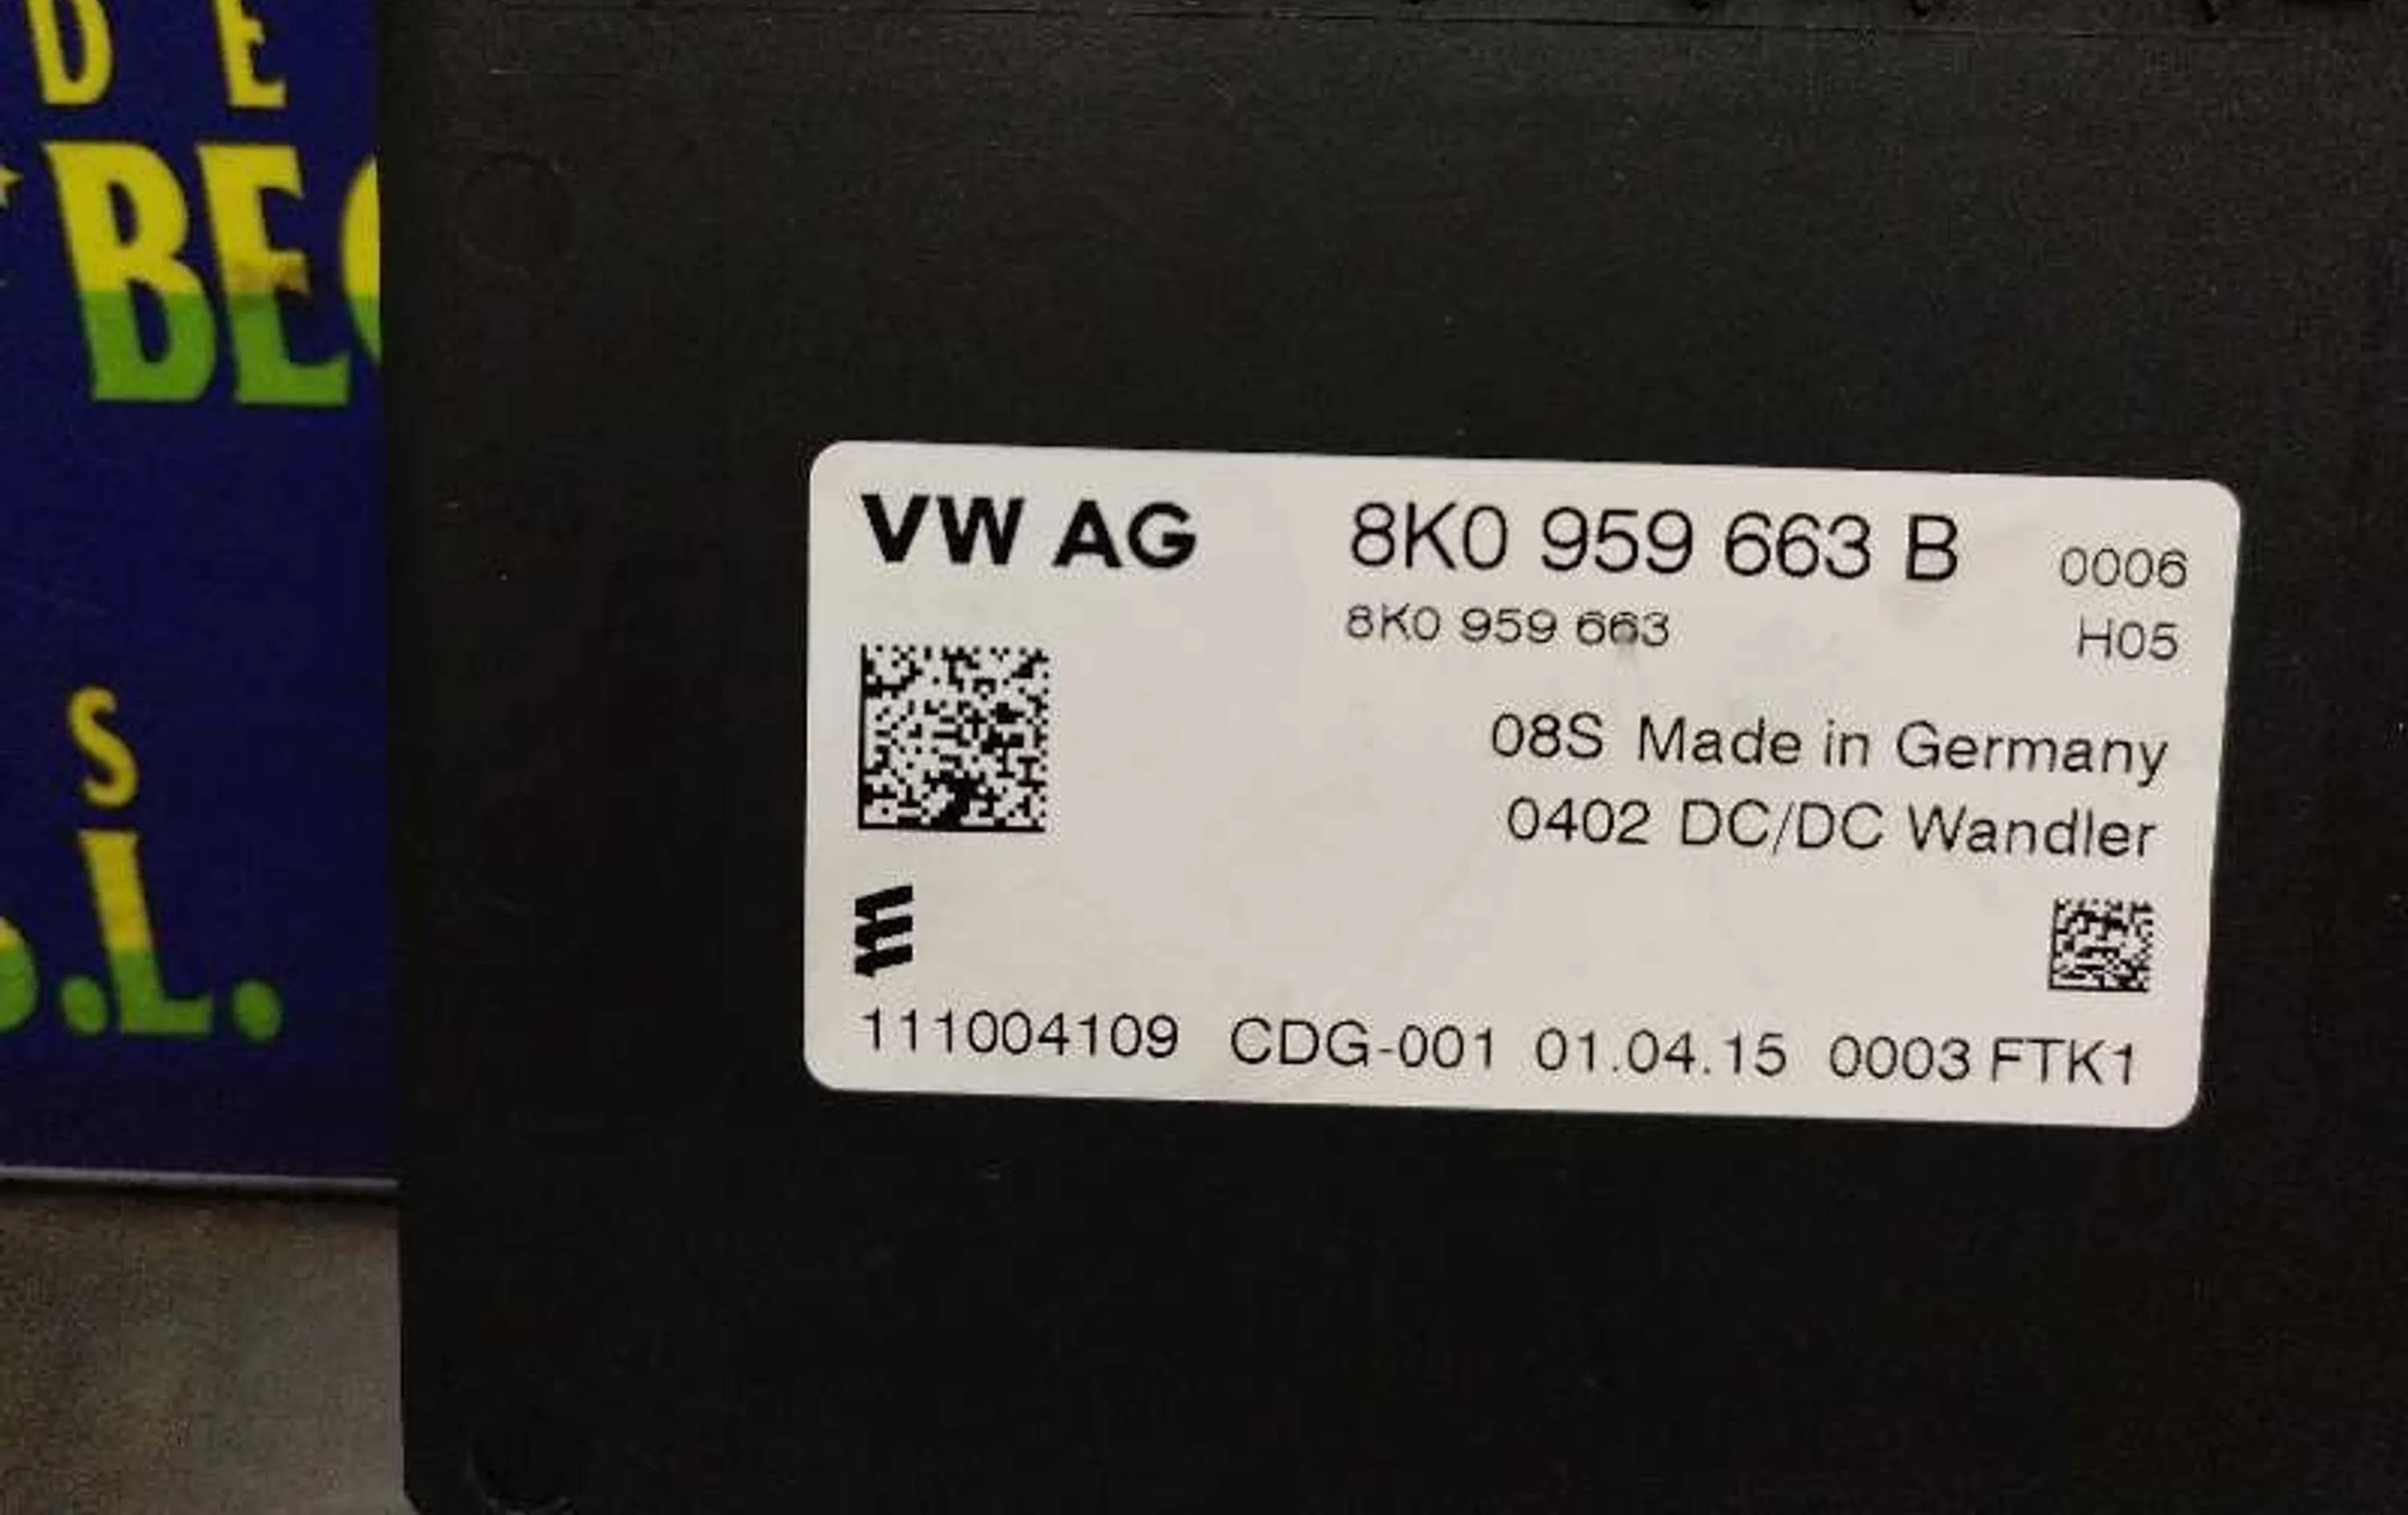 D E
BE
S
.L.
VW AG 8K0 959 663 B 0006
8K0 959 663 H05
08S Made in Germany
0402 DC/DC Wandler
111004109 CDG-001 01.04.15 0003 FTK1